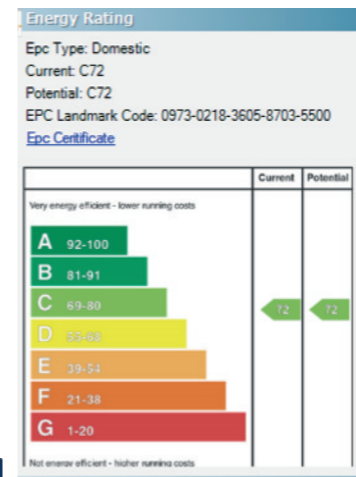 Energy Rating
Epc Type: Domestic
Current: C72
Potential: C72
EPC Landmark Code: 0973-0218-3605-8703-5500
Epc Certificate
Current Potential
Very energy efficient - lower running costs
A 92-100
B 81-91
C 69-80
72 72
D 55-68
E 39-54
F 21-38
G 1-20
Not energy efficient - higher running costs